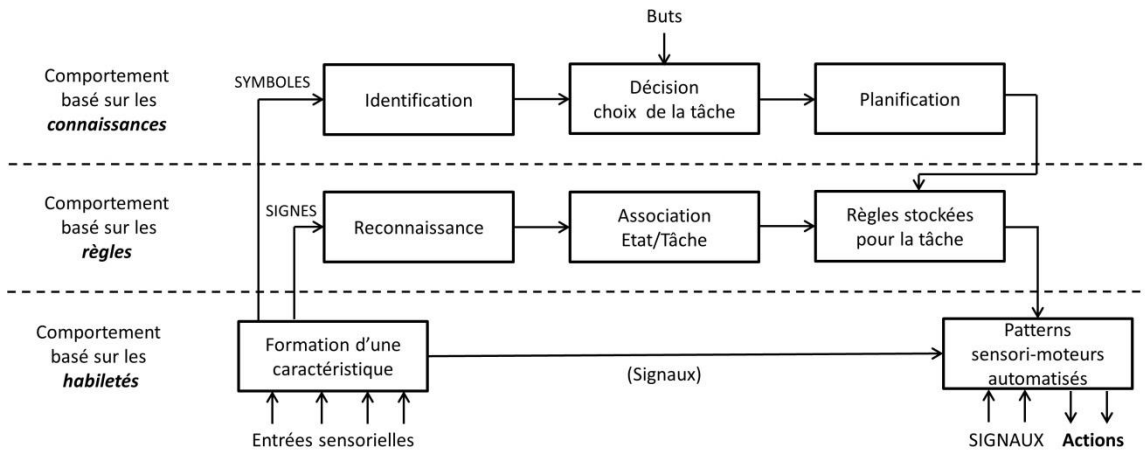 Buts
Comportement
basé sur les
connaissances
SYMBOLES
Identification
Décision
choix de la tâche
Planification
Comportement
basé sur les
règles
SIGNES
Reconnaissance
Association
Etat/Tâche
Règles stockées
pour la tâche
Comportement
basé sur les
habiletés
Formation d'une
caractéristique
(Signaux)
Patterns
sensori-moteurs
automatisés
Entrées sensorielles
SIGNAUX
Actions